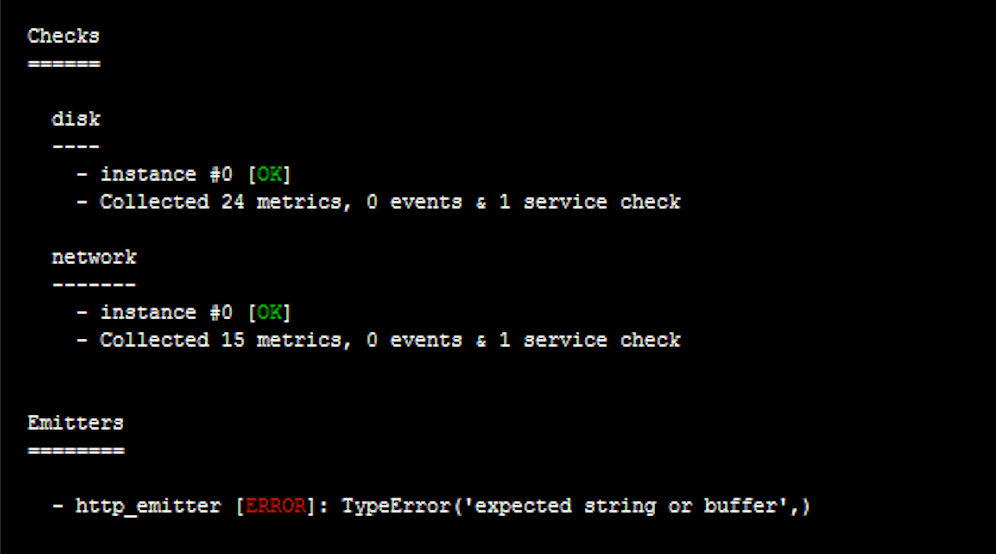 Checks
======
disk
----
- instance #0 [OK]
- Collected 24 metrics, 0 events & 1 service check
network
-------
- instance #0 [OK]
- Collected 15 metrics, 0 events & 1 service check
Emitters
========
- http_emitter [ERROR]: TypeError('expected string or buffer',)